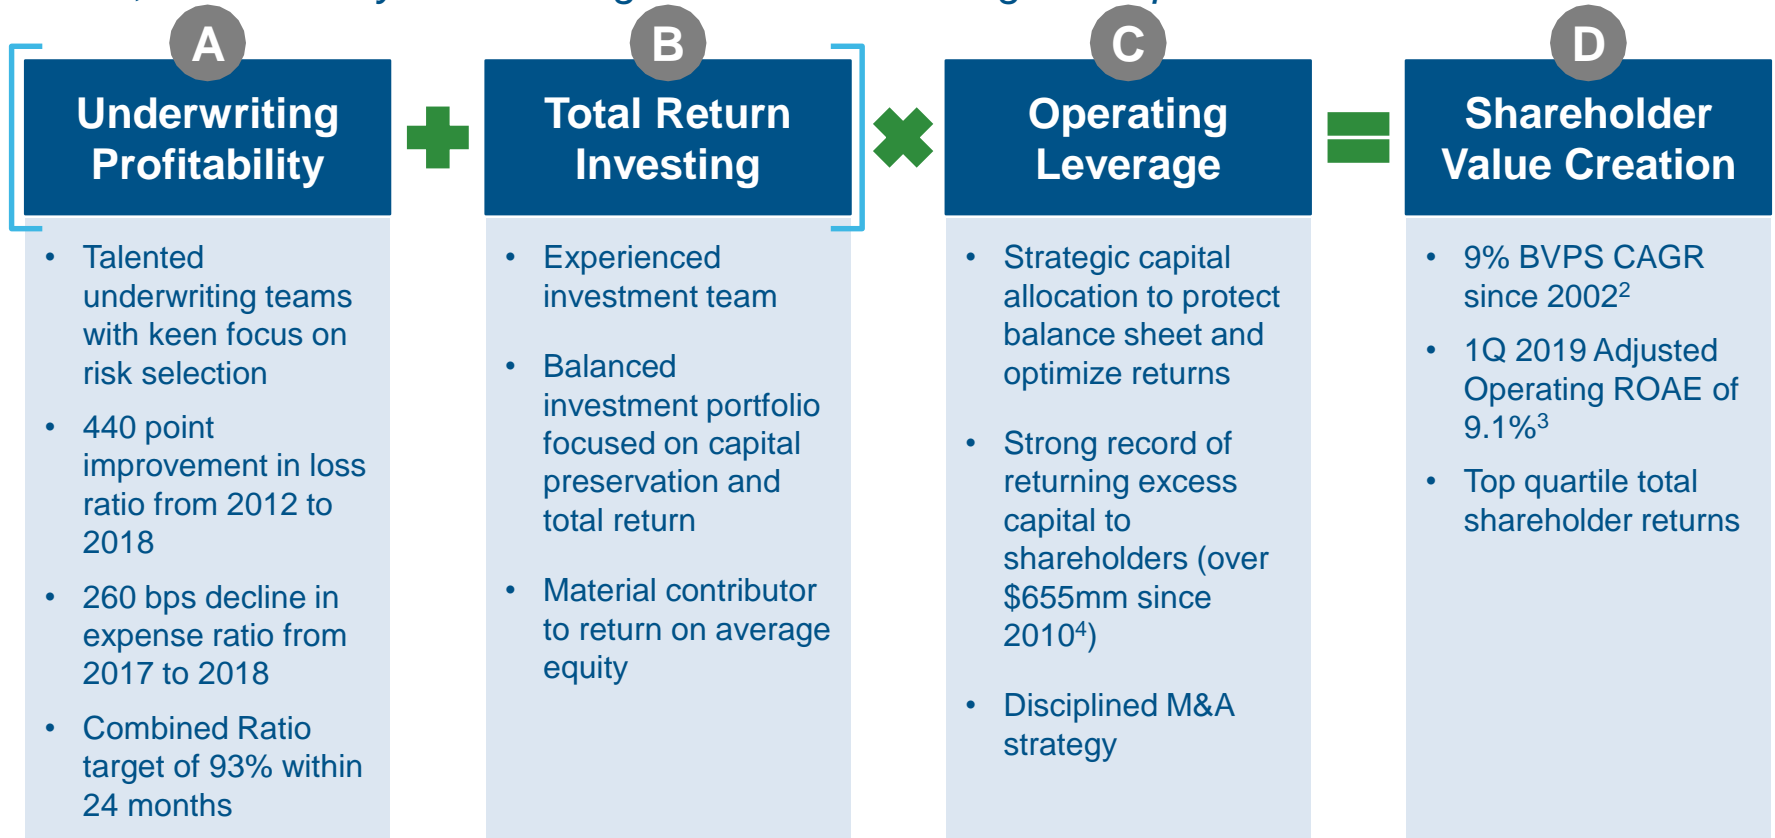 A
Underwriting
Profitability
• Talented
underwriting teams
with keen focus on
risk selection
• 440 point
improvement in loss
ratio from 2012 to
2018
• 260 bps decline in
expense ratio from
2017 to 2018
• Combined Ratio
target of 93% within
24 months
B
Total Return
Investing
• Experienced
investment team
• Balanced
investment portfolio
focused on capital
preservation and
total return
• Material contributor
to return on average
equity
C
Operating
Leverage
• Strategic capital
allocation to protect
balance sheet and
optimize returns
• Strong record of
returning excess
capital to
shareholders (over
$655mm since
2010⁴)
• Disciplined M&A
strategy
D
Shareholder
Value Creation
• 9% BVPS CAGR
since 2002²
• 1Q 2019 Adjusted
Operating ROAE of
9.1%³
• Top quartile total
shareholder returns